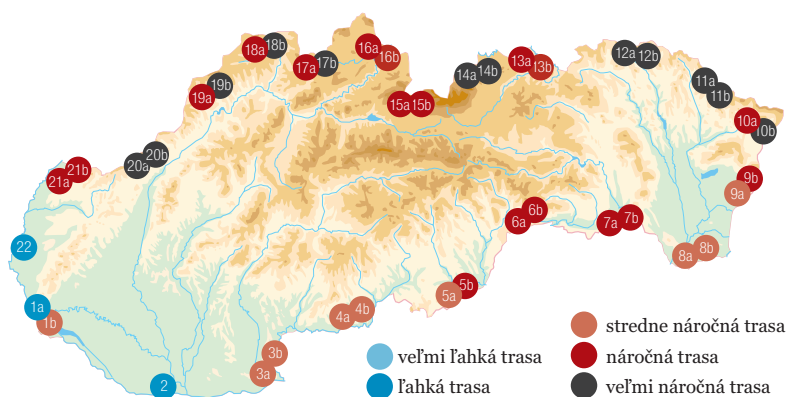 18a 18b
16a
16b
17a 17b
13a 13b
12a 12b
14a 14b
11a
11b
19b
19a
15a 15b
10a
10b
20b
20a
21b
21a
9b
9a
6b
6a
7b
7a
22
8b
8a
5b
5a
1a
1b
4b
4a
3b
3a
2
veľmi ľahká trasa
ľahká trasa
stredne náročná trasa
náročná trasa
veľmi náročná trasa